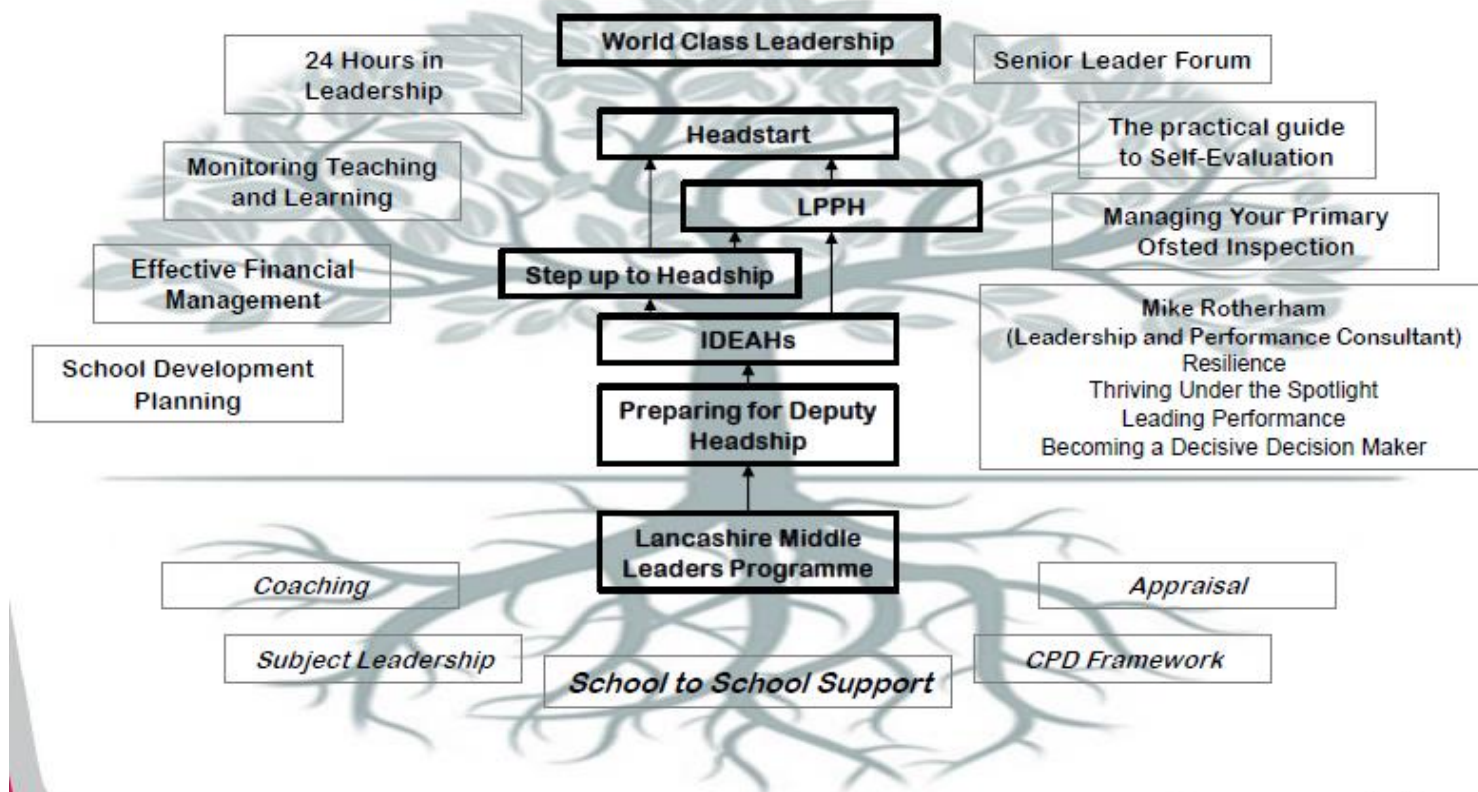 World Class Leadership
24 Hours in
Leadership
Senior Leader Forum
Headstart
The practical guide
to Self-Evaluation
Monitoring Teaching
and Learning
LPPH
Managing Your Primary
Ofsted Inspection
Effective Financial
Management
Step up to Headship
Mike Rotherham
(Leadership and Performance Consultant)
Resilience
Thriving Under the Spotlight
Leading Performance
Becoming a Decisive Decision Maker
IDEAHs
School Development
Planning
Preparing for Deputy
Headship
Lancashire Middle
Leaders Programme
Coaching
Appraisal
Subject Leadership
School to School Support
CPD Framework